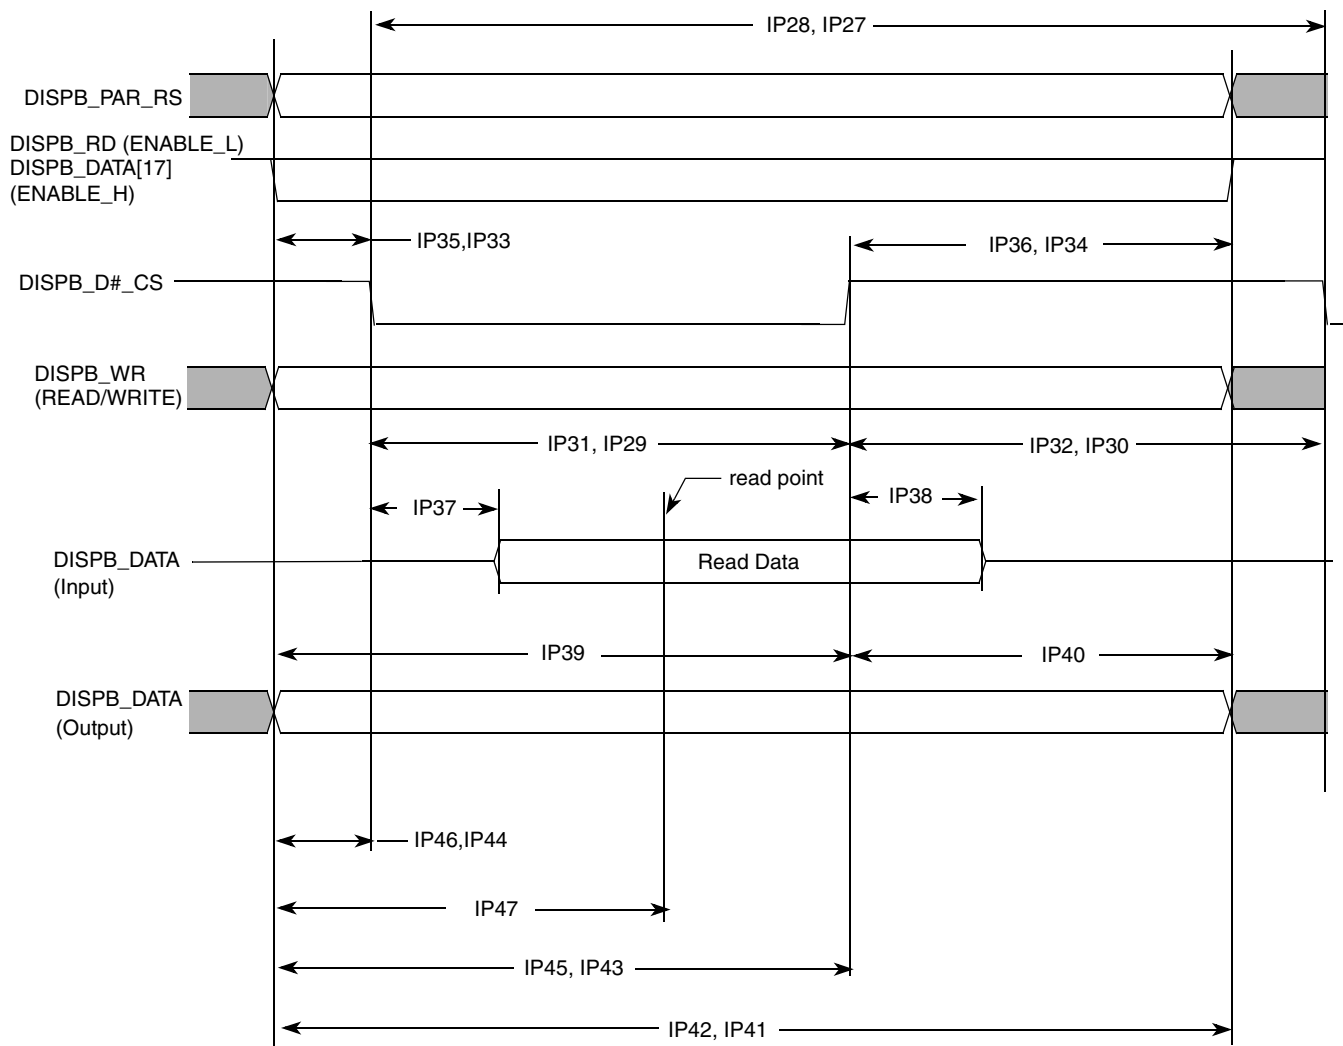 IP28, IP27
DISPB_PAR_RS
DISPB_RD (ENABLE_L)
DISPB_DATA[17]
(ENABLE_H)
IP35,IP33
IP36, IP34
DISPB_D#_CS
DISPB_WR
(READ/WRITE)
IP31, IP29
IP32, IP30
read point
IP37
IP38
DISPB_DATA
(Input)
Read Data
IP39
IP40
DISPB_DATA
(Output)
IP46,IP44
IP47
IP45, IP43
IP42, IP41